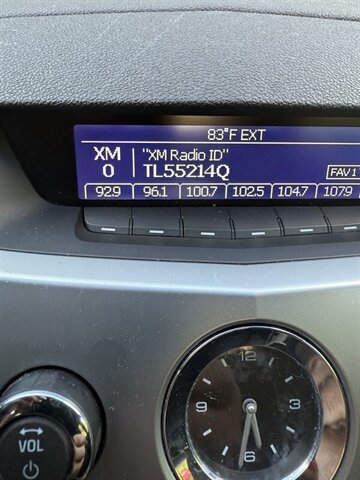 83°F EXT
XM "XM Radio ID"
0 TL55214Q
FAV1
92.9 96.1 100.7 102.5 104.7 107.9
12
9 3
6
VOL